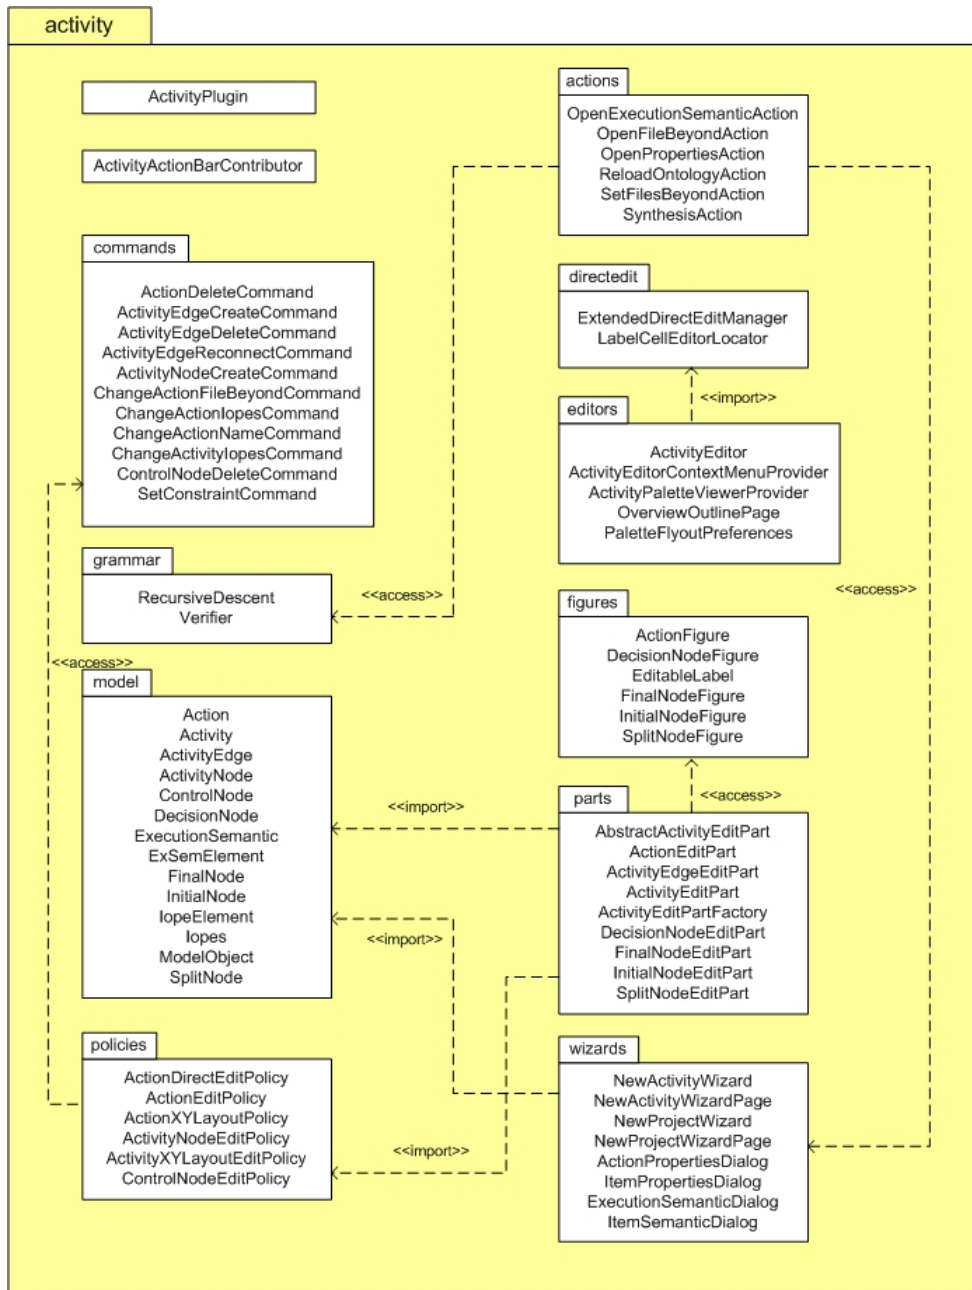 activity
ActivityPlugin
ActivityActionBarContributor
commands
ActionDeleteCommand
ActivityEdgeCreateCommand
ActivityEdgeDeleteCommand
ActivityEdgeReconnectCommand
ActivityNodeCreateCommand
ChangeActionFileBeyondCommand
ChangeActionIopesCommand
ChangeActionNameCommand
ChangeActivityIopesCommand
ControlNodeDeleteCommand
SetConstraintCommand
grammar
RecursiveDescent
Verifier
<<access>>
<<access>>
model
Action
Activity
ActivityEdge
ActivityNode
ControlNode
DecisionNode
ExecutionSemantic
ExSemElement
FinalNode
InitialNode
IopeElement
Iopes
ModelObject
SplitNode
<<import>>
<<import>>
policies
ActionDirectEditPolicy
ActionEditPolicy
ActionXYLayoutPolicy
ActivityNodeEditPolicy
ActivityXYLayoutEditPolicy
ControlNodeEditPolicy
<<import>>
actions
OpenExecutionSemanticAction
OpenFileBeyondAction
OpenPropertiesAction
ReloadOntologyAction
SetFilesBeyondAction
SynthesisAction
directedit
ExtendedDirectEditManager
LabelCellEditorLocator
<<import>>
editors
ActivityEditor
ActivityEditorContextMenuProvider
ActivityPaletteViewerProvider
OverviewOutlinePage
PaletteFlyoutPreferences
<<access>>
figures
ActionFigure
DecisionNodeFigure
EditableLabel
FinalNodeFigure
InitialNodeFigure
SplitNodeFigure
<<access>>
parts
AbstractActivityEditPart
ActionEditPart
ActivityEdgeEditPart
ActivityEditPart
ActivityEditPartFactory
DecisionNodeEditPart
FinalNodeEditPart
InitialNodeEditPart
SplitNodeEditPart
wizards
NewActivityWizard
NewActivityWizardPage
NewProjectWizard
NewProjectWizardPage
ActionPropertiesDialog
ItemPropertiesDialog
ExecutionSemanticDialog
ItemSemanticDialog